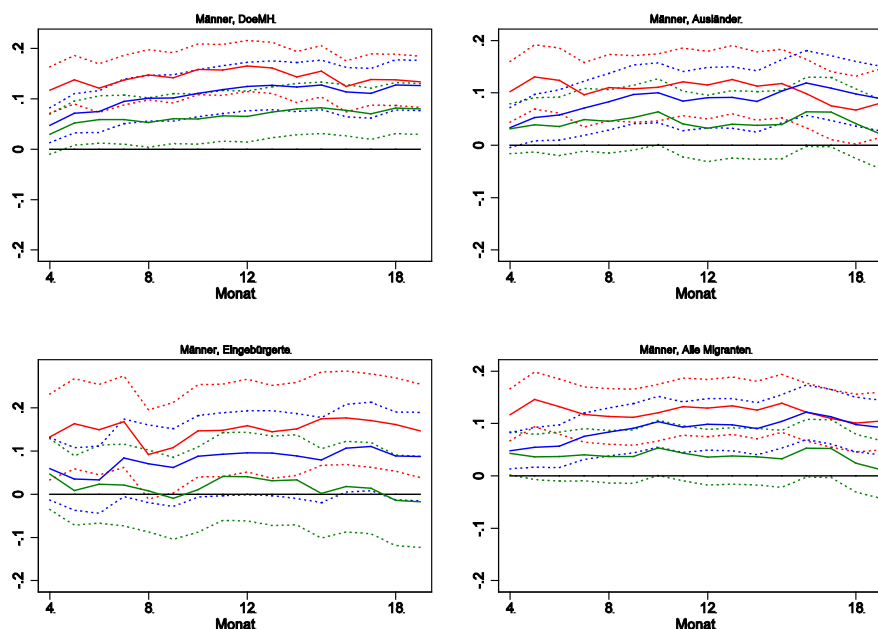 Männer, DoeMH.
.2
.1
0
-.1
-.2
4. 8. 12 18.
Monat
Männer, Ausländer.
.2
.1
0
-.1
-.2
4. 8. 12 18.
Monat
Männer, Eingebürgerte.
.2
.1
0
-.1
-.2
4. 8. 12 18.
Monat
Männer, Alle Migranten.
.2
.1
0
-.1
-.2
4. 8. 12 18.
Monat